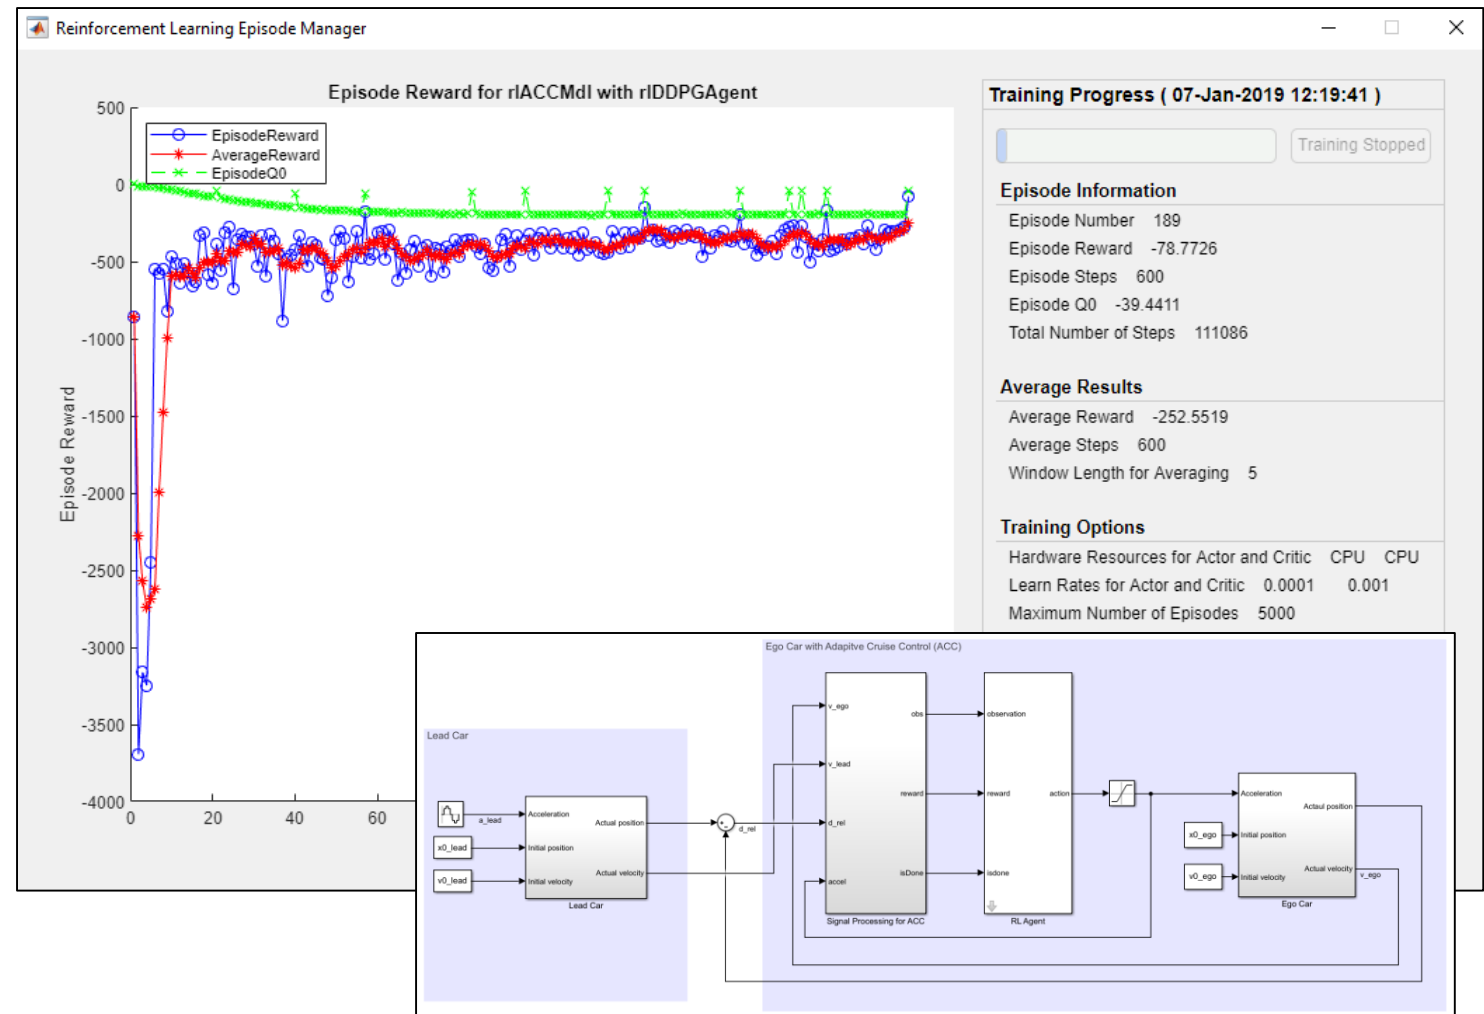 Reinforcement Learning Episode Manager
Episode Reward for rlACCMdl with rlDDPGAgent
500
0
-500
-1000
-1500
-2000
-2500
-3000
-3500
-4000
Episode Reward
0
20
40
60
EpisodeReward
AverageReward
EpisodeQ0
Training Progress ( 07-Jan-2019 12:19:41 )
Training Stopped
Episode Information
Episode Number 189
Episode Reward -78.7726
Episode Steps 600
Episode Q0 -39.4411
Total Number of Steps 111086
Average Results
Average Reward -252.5519
Average Steps 600
Window Length for Averaging 5
Training Options
Hardware Resources for Actor and Critic CPU CPU
Learn Rates for Actor and Critic 0.0001 0.001
Maximum Number of Episodes 5000
Lead Car
a_lead
x0_lead
v0_lead
Acceleration
Initial position
Initial velocity
Actual position
Actual velocity
Lead Car
d_rel
Ego Car with Adapitve Cruise Control (ACC)
v_ego
v_lead
d_rel
accel
obs
reward
isDone
Signal Processing for ACC
observation
reward
isdone
action
RL Agent
x0_ego
v0_ego
Acceleration
Initial position
Initial velocity
Actaul position
Actual velocity
v_ego
Ego Car